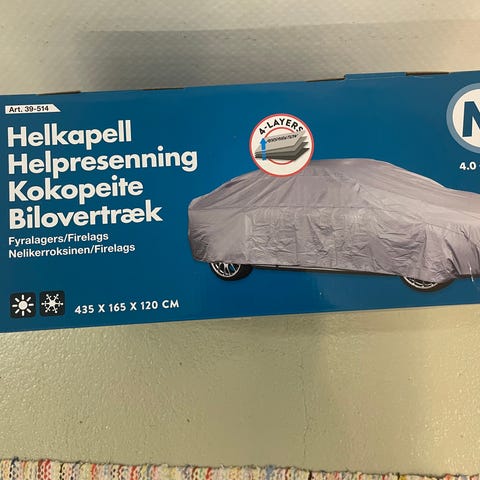 Art. 39-514
Helkapell
Helpresenning
Kokopeite
Bilovertræk
Fyralagers/Firelags
Nelikerroksinen/Firelags
435 X 165 X 120 CM
4-LAYERS
4.0